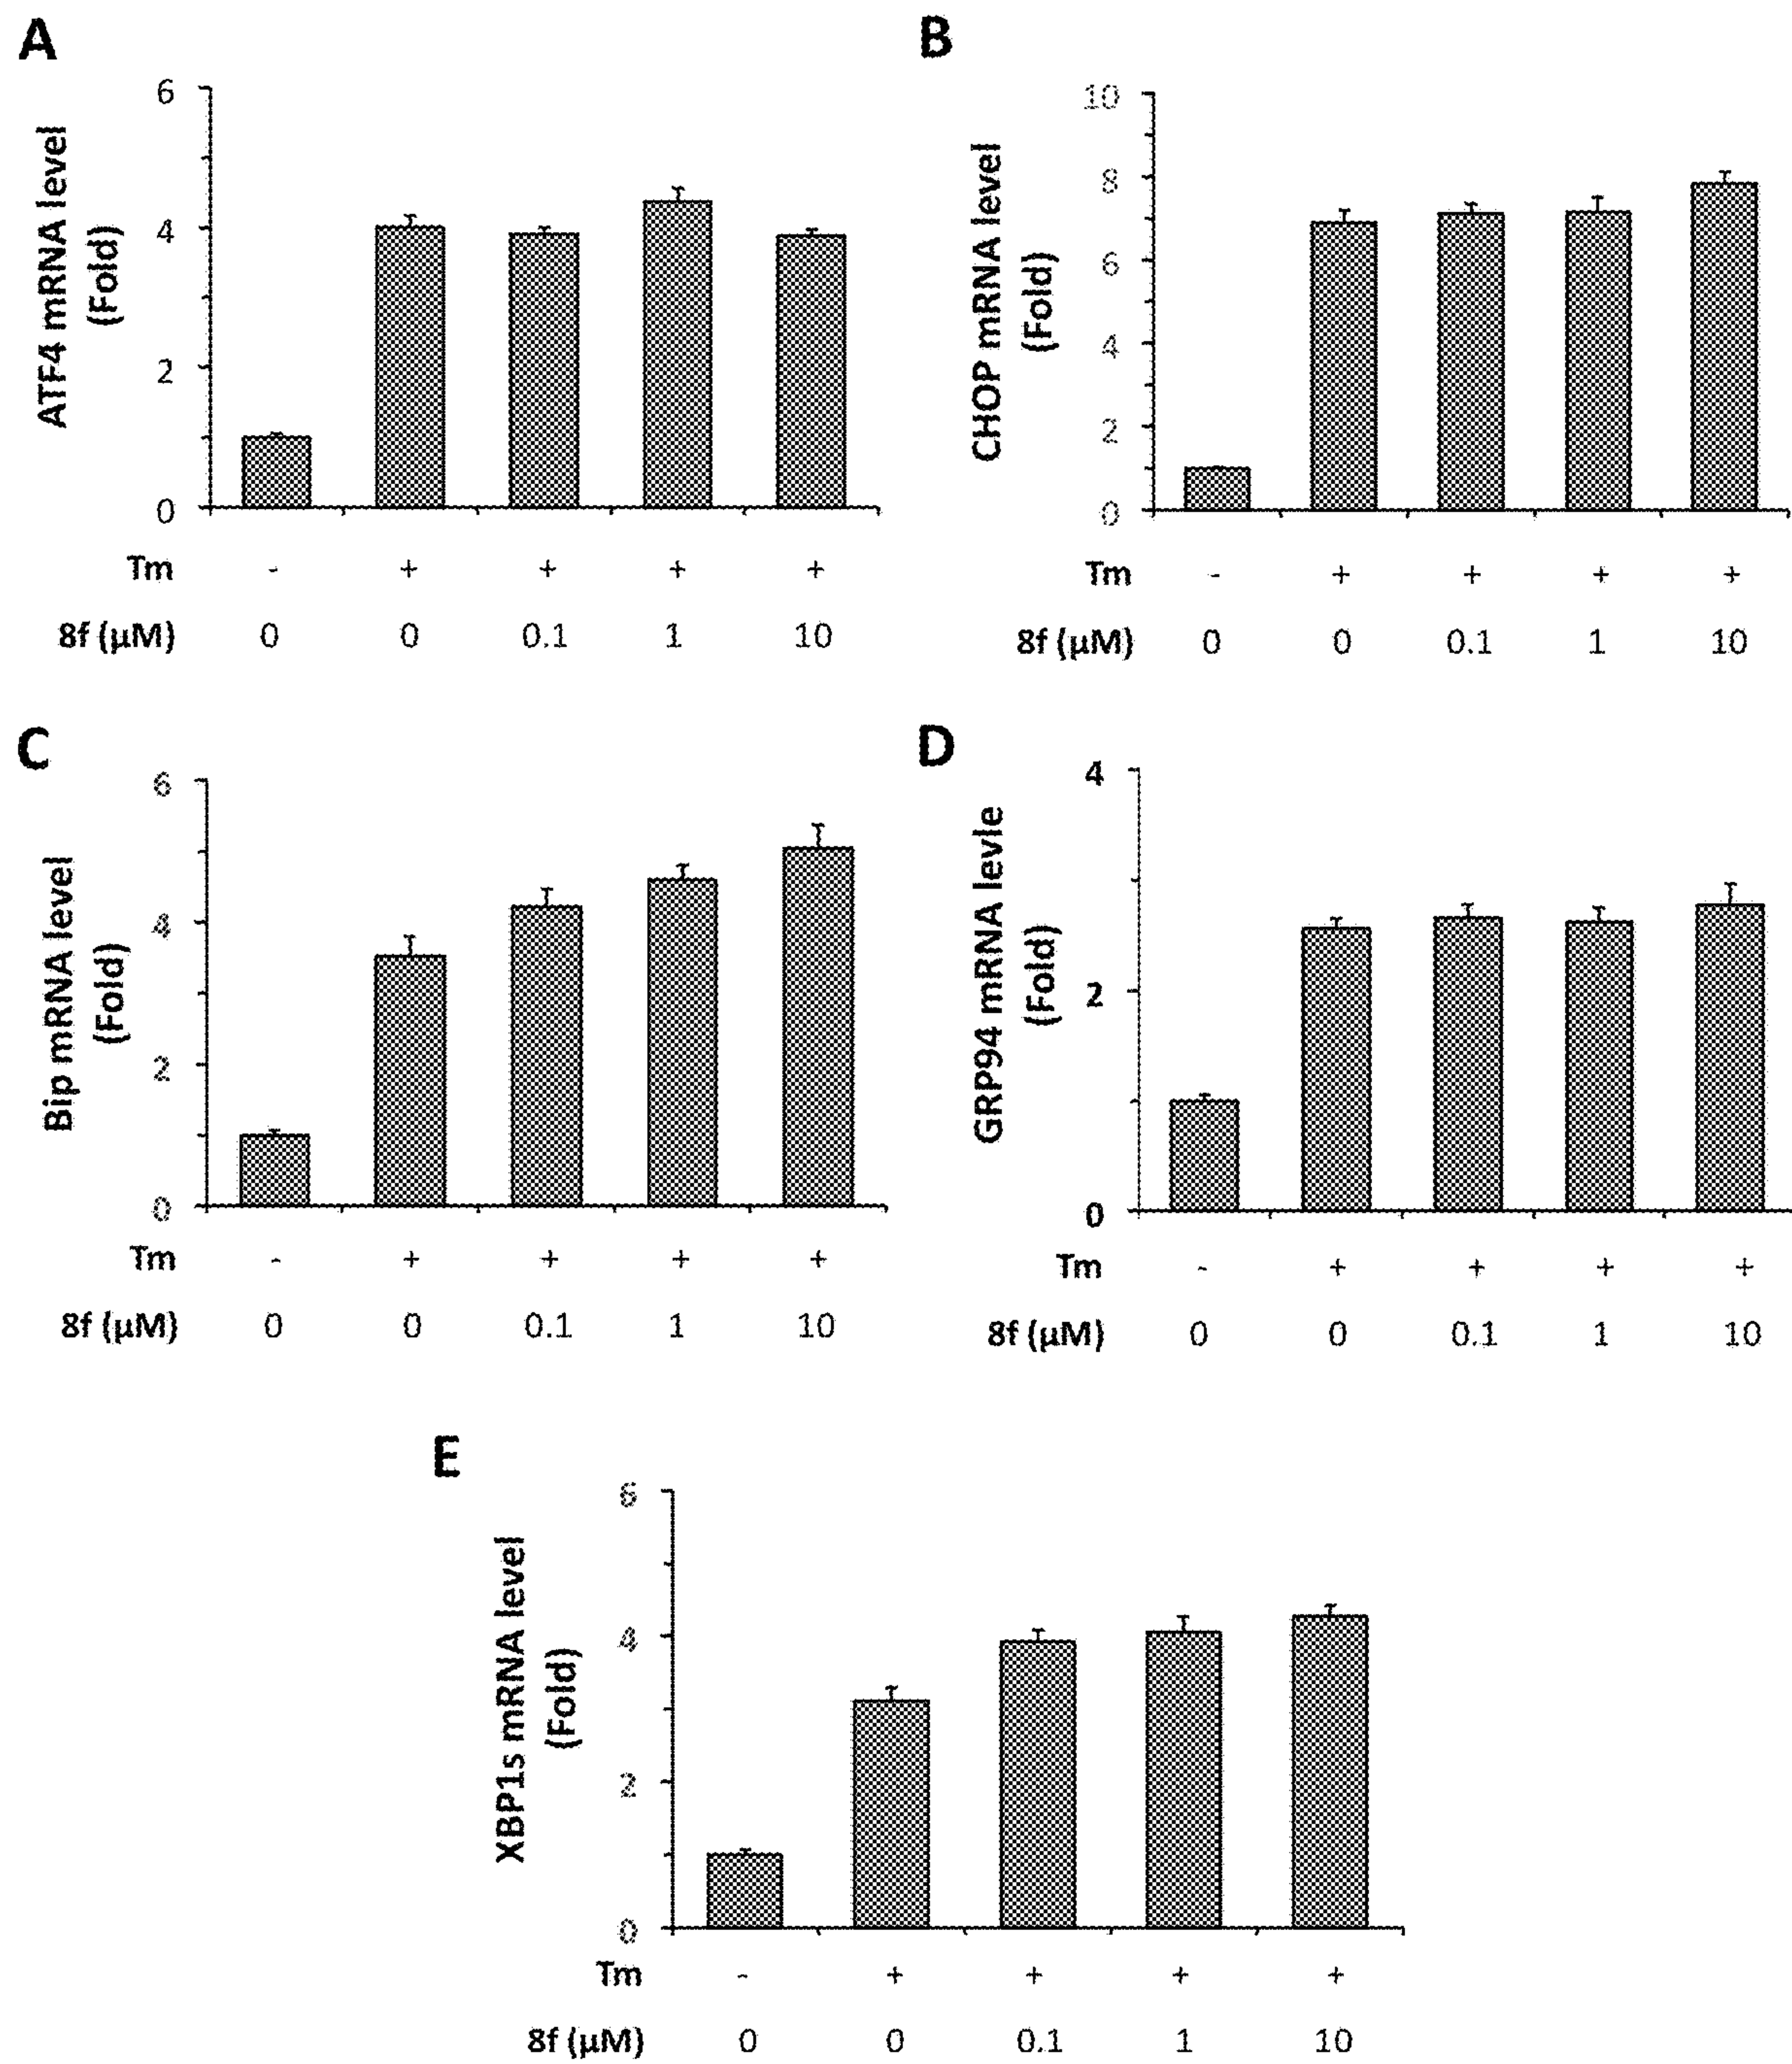 A
ATF4 mRNA level
(Fold)
6
4
2
0
Tm - + + + +
8f (µM) 0 0 0.1 1 10
B
CHOP mRNA level
(Fold)
10
8
6
4
2
0
Tm - + + + +
8f (µM) 0 0 0.1 1 10
C
Bip mRNA level
(Fold)
6
4
2
0
Tm - + + + +
8f (µM) 0 0 0.1 1 10
D
GRP94 mRNA levle
(Fold)
4
2
0
Tm - + + + +
8f (µM) 0 0 0.1 1 10
E
XBP1s mRNA level
(Fold)
6
4
2
0
Tm - + + + +
8f (µM) 0 0 0.1 1 10